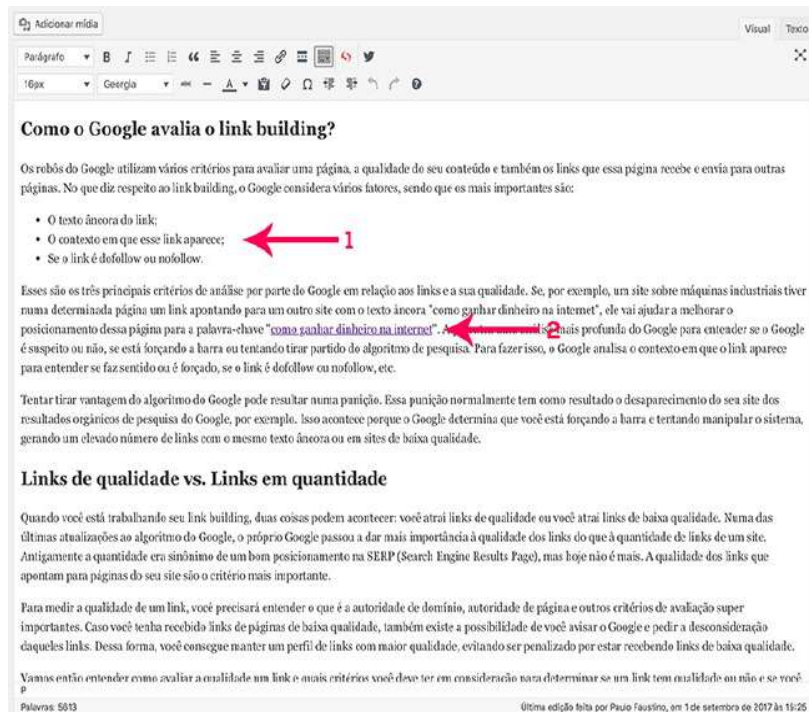 Adicionar mídia
Visual Texto
Parágrafo
16px Georgia
Como o Google avalia o link building?
Os robôs do Google utilizam vários critérios para avaliar uma página, a qualidade do seu conteúdo e também os links que essa página recebe e envia para outras
páginas. No que diz respeito ao link building, o Google considera vários fatores, sendo que os mais importantes são:
• O texto âncora do link;
• O contexto em que esse link aparece;
1
• Se o link é dofollow ou nofollow.
Esses são os três principais critérios de análise por parte do Google em relação aos links e a sua qualidade. Se, por exemplo, um site sobre máquinas industriais tiver
numa determinada página um link apontando para um outro site com o texto âncora "como ganhar dinheiro na internet", ele vai ajudar a melhorar o
posicionamento dessa página para a palavra-chave "como ganhar dinheiro na internet". mais profunda do Google para entender se o Google
2
é suspeito ou não, se está forçando a barra ou tentando tirar partido do algoritmo de pesquisa. Para fazer isso, o Google analisa o contexto em que o link aparece
para entender se faz sentido ou é forçado, se o link é dofollow ou nofollow, etc.
Tentar tirar vantagem do algoritmo do Google pode resultar numa punição. Essa punição normalmente tem como resultado o desaparecimento do seu site dos
resultados orgânicos de pesquisa do Google, por exemplo. Isso acontece porque o Google determina que você está forçando a barra e tentando manipular o sistema,
gerando um elevado número de links com o mesmo texto âncora ou em sites de baixa qualidade.
Links de qualidade vs. Links em quantidade
Quando você está trabalhando seu link building, duas coisas podem acontecer: você atrai links de qualidade ou você atrai links de baixa qualidade. Numa das
últimas atualizações ao algoritmo do Google, o próprio Google passou a dar mais importância à qualidade dos links do que à quantidade de links de um site.
Antigamente a quantidade era sinônimo de um bom posicionamento na SERP (Search Engine Results Page), mas hoje não é mais. A qualidade dos links que
apontam para páginas do seu site são o critério mais importante.
Para medir a qualidade de um link, você precisará entender o que é a autoridade de domínio, autoridade de página e outros critérios de avaliação super
importantes. Caso você tenha recebido links de páginas de baixa qualidade, também existe a possibilidade de você avisar o Google e pedir a desconsideração
daqueles links. Dessa forma, você consegue manter um perfil de links com maior qualidade, evitando ser penalizado por estar recebendo links de baixa qualidade.
Vamos então entender como avaliar a qualidade um link e quais critérios você deve ter em consideração para determinar se um link tem qualidade ou não e se você
p
Palavras: 5613
Última edição feita por Paulo Faustino, em 1 de setembro de 2017 às 15:25